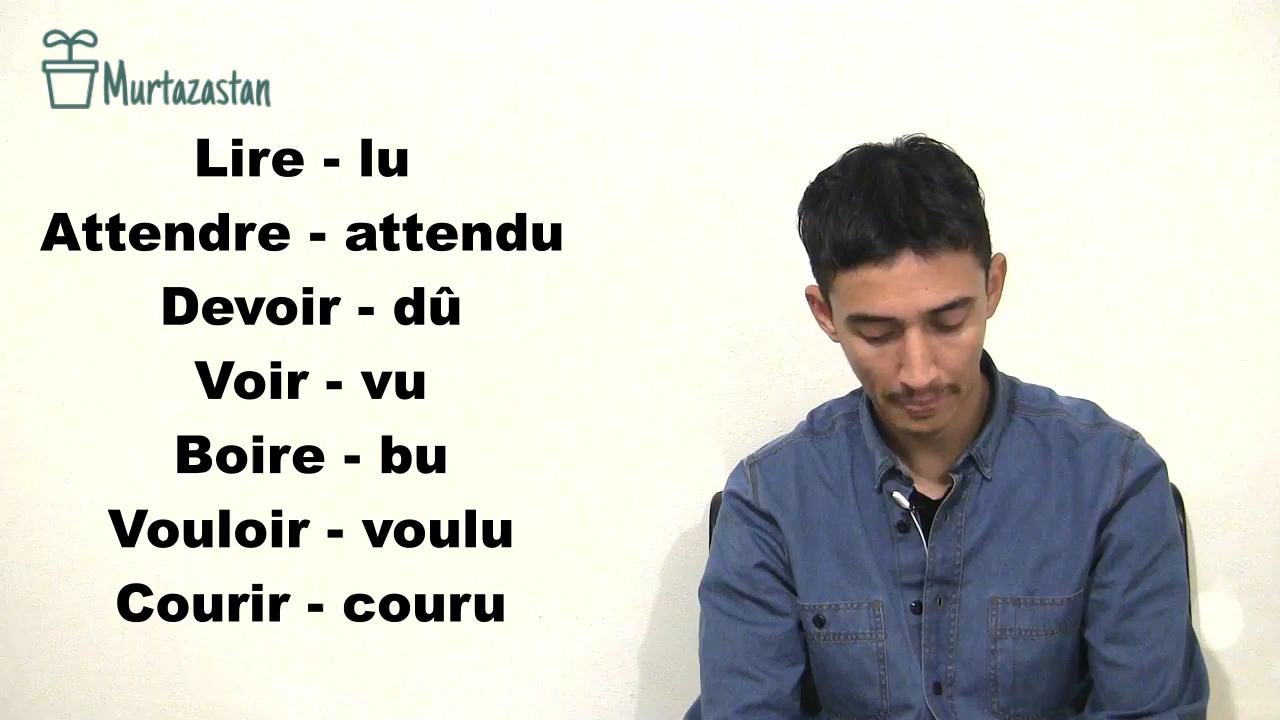 Murtazastan
Lire - lu
Attendre - attendu
Devoir - dû
Voir - vu
Boire - bu
Vouloir - voulu
Courir - couru